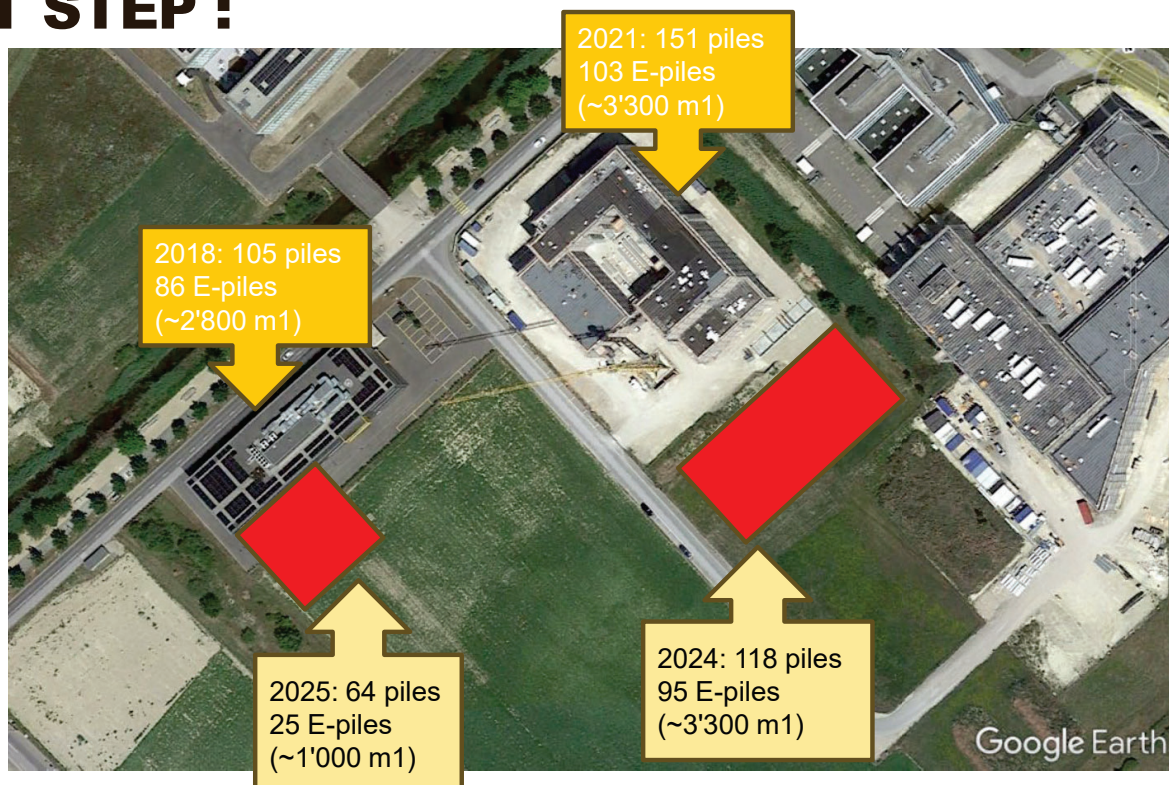 T STEP !
2021: 151 piles
103 E-piles
(~3'300 m1)
2018: 105 piles
86 E-piles
(~2'800 m1)
2025: 64 piles
25 E-piles
(~1'000 m1)
2024: 118 piles
95 E-piles
(~3'300 m1)
Google Earth